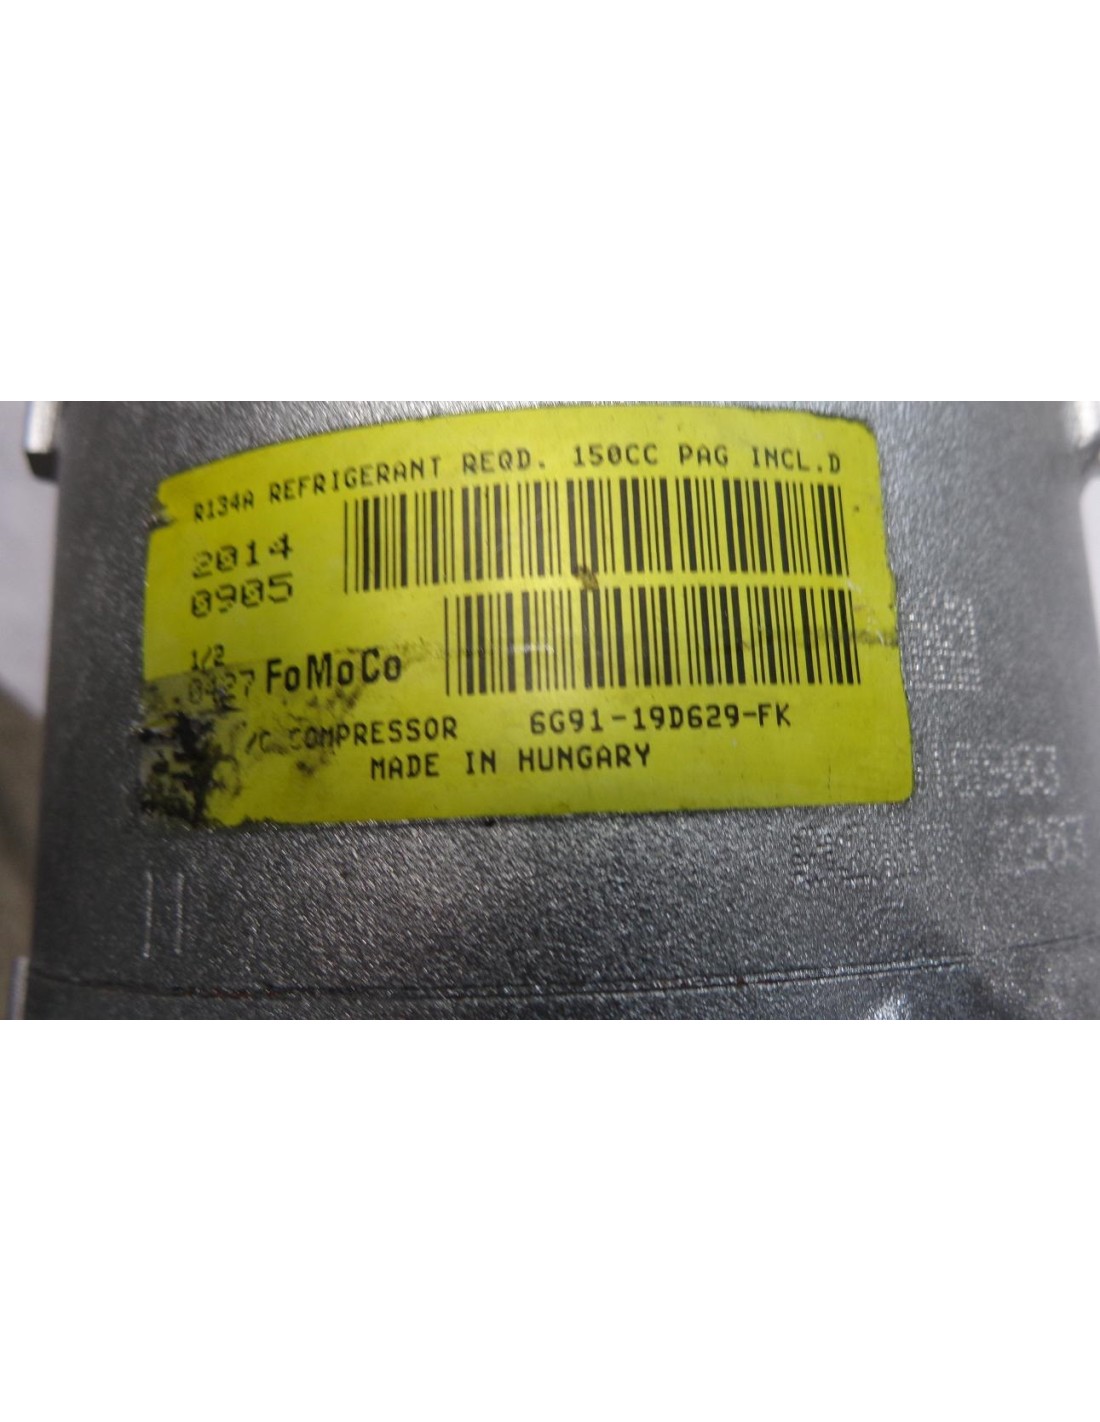 R134A REFRIGERANT REQD. 150CC PAG INCL.D
2014
0905
1/2
FoMoCo
COMPRESSOR 6G91-19D629-FK
MADE IN HUNGARY